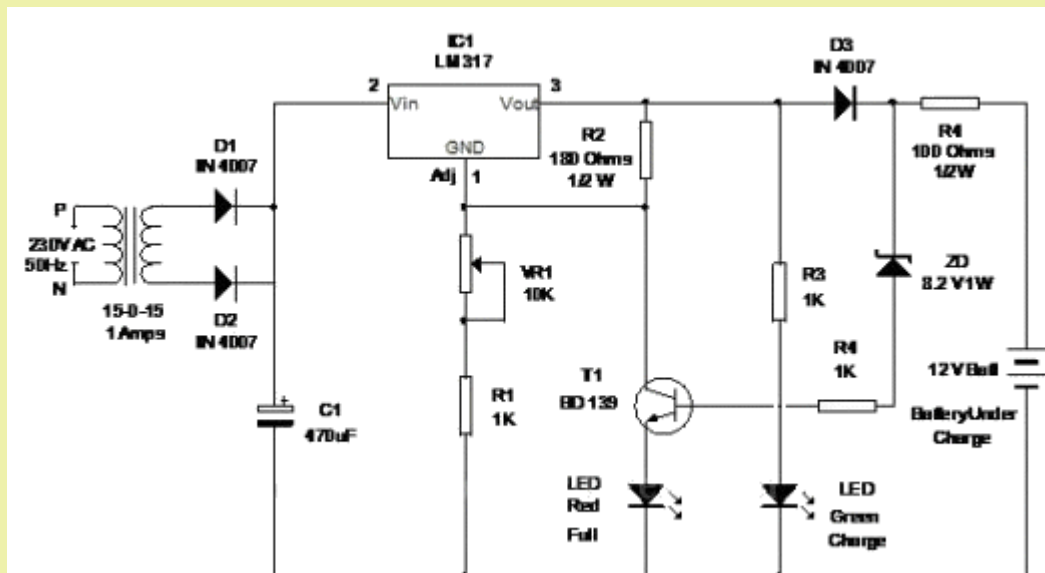 IC1
LM317
2
Vin
Vout
3
GND
Adj
1
D3
IN 4007
R2
180 Ohms
1/2 W
R4
100 Ohms
1/2W
D1
IN 4007
P
230VAC
50Hz
N
15-0-15
1 Amps
D2
IN 4007
VR1
10K
R3
1K
ZD
8.2 V1W
R4
1K
12V Batt
Battery Under
Charge
T1
BD 139
R1
1K
+
C1
470uF
LED
Red
Full
LED
Green
Charge